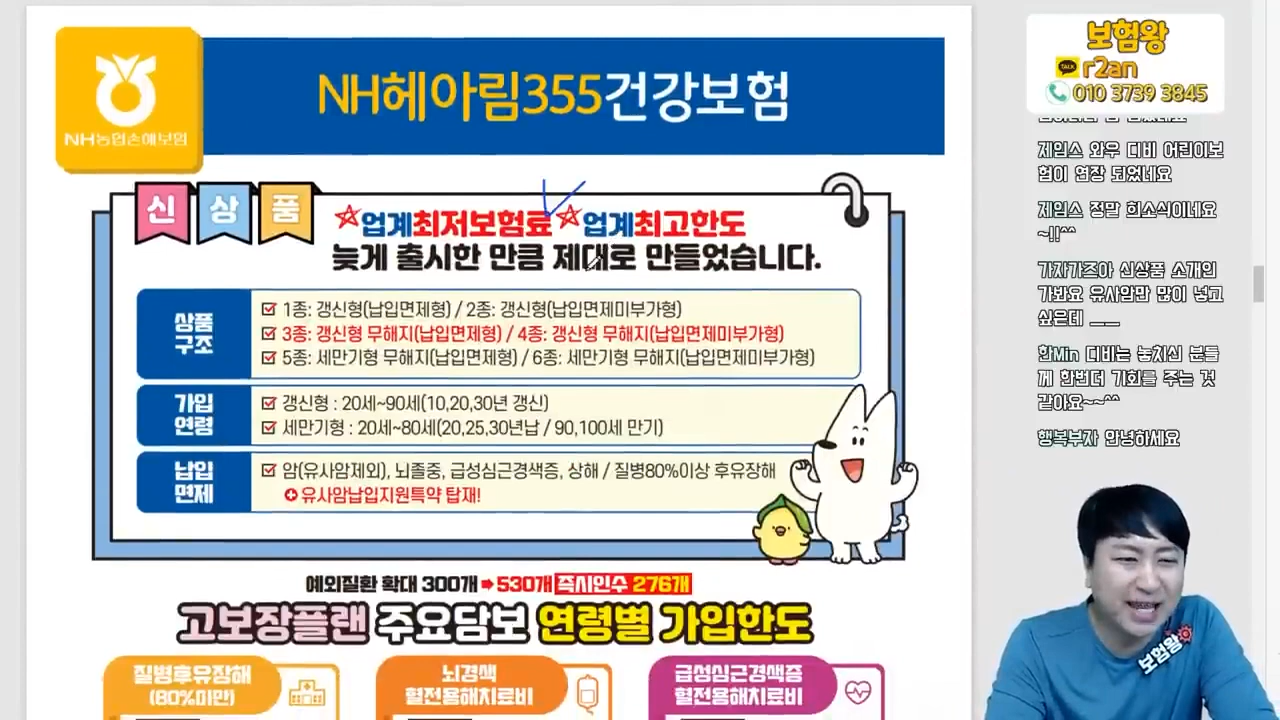 NH농업손해보험
NH헤아림355건강보험
신 상 품
업계최저보험료 업계최고한도
늦게 출시한 만큼 제대로 만들었습니다.
상품
구조
1종: 갱신형(납입면제형) / 2종: 갱신형(납입면제미부가형)
3종: 갱신형 무해지(납입면제형) / 4종: 갱신형 무해지(납입면제미부가형)
5종: 세만기형 무해지(납입면제형) / 6종: 세만기형 무해지(납입면제미부가형)
가입
연령
갱신형 : 20세~90세(10,20,30년 갱신)
세만기형 : 20세~80세(20,25,30년납 / 90,100세 만기)
납입
면제
암(유사암제외), 뇌졸중, 급성심근경색증, 상해 / 질병80%이상 후유장해
유사암납입지원특약 탑재!
예외질환 확대 300개➡530개 즉시인수 276개
고보장플랜 주요담보 연령별 가입한도
질병후유장해
(80%미만)
뇌경색
혈전용해치료비
급성심근경색증
혈전용해치료비
보험왕
TALK r2an
010 3739 3845
제임스 와우 디비 어린이보
험이 연장 되었네요
제임스 정말 희소식이네요
~!!^^
가자가즈아 신상품 소개인
가봐요 유사암만 많이 넣고
싶은데 ㅡㅡ
한Min 디비는 놓치신 분들
께 한번더 기회를 주는 것
같아요~~^^
행복부자 안녕하세요
보험왕